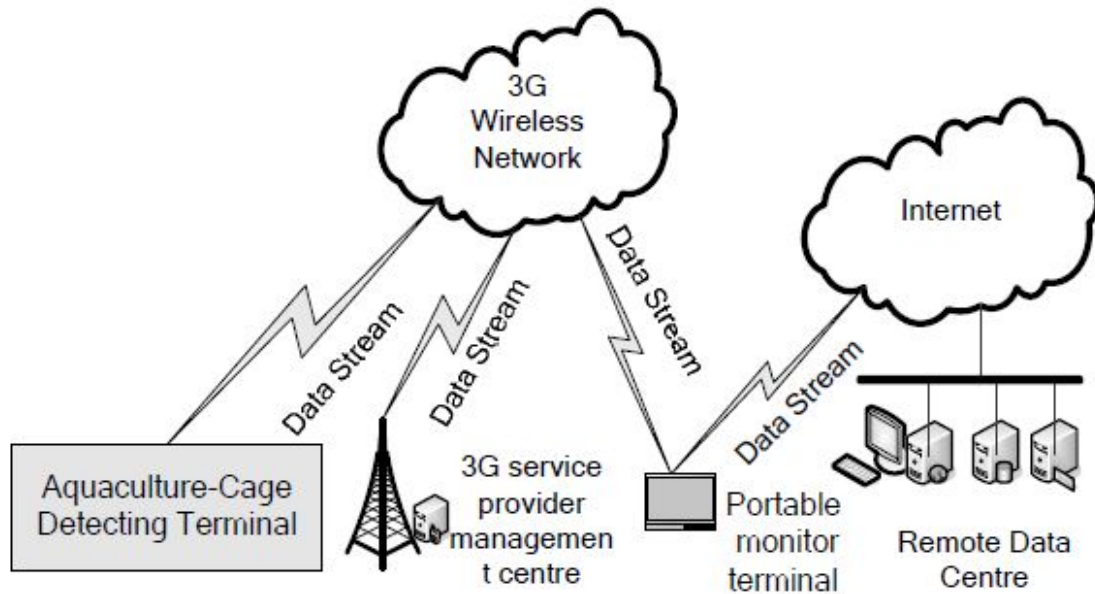 3G
Wireless
Network
Internet
Data Stream
Data Stream
Data Stream
Data Stream
Aquaculture-Cage
Detecting Terminal
3G service
provider
managemen
t centre
Portable
monitor
terminal
Remote Data
Centre